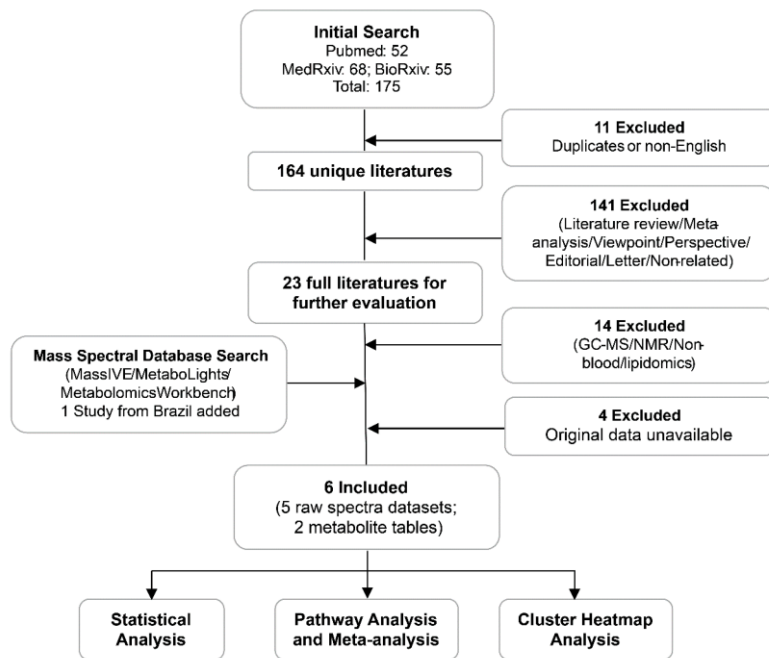 Initial Search
Pubmed: 52
MedRxiv: 68; BioRxiv: 55
Total: 175
11 Excluded
Duplicates or non-English
164 unique literatures
141 Excluded
(Literature review/Meta
analysis/Viewpoint/Perspective/
Editorial/Letter/Non-related)
23 full literatures for
further evaluation
14 Excluded
(GC-MS/NMR/Non-
blood/lipidomics)
Mass Spectral Database Search
(MassIVE/MetaboLights/
MetabolomicsWorkbench)
1 Study from Brazil added
4 Excluded
Original data unavailable
6 Included
(5 raw spectra datasets;
2 metabolite tables)
Statistical
Analysis
Pathway Analysis
and Meta-analysis
Cluster Heatmap
Analysis